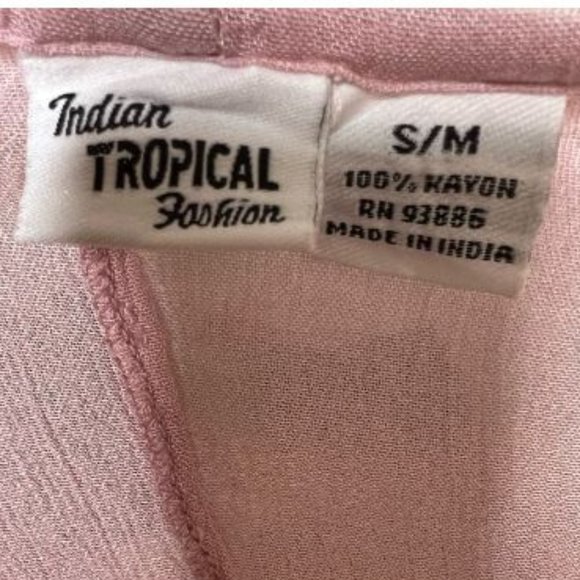 Indian
TROPICAL
Fashion
S/M
100% RAYON
RN 93886
MADE IN INDIA